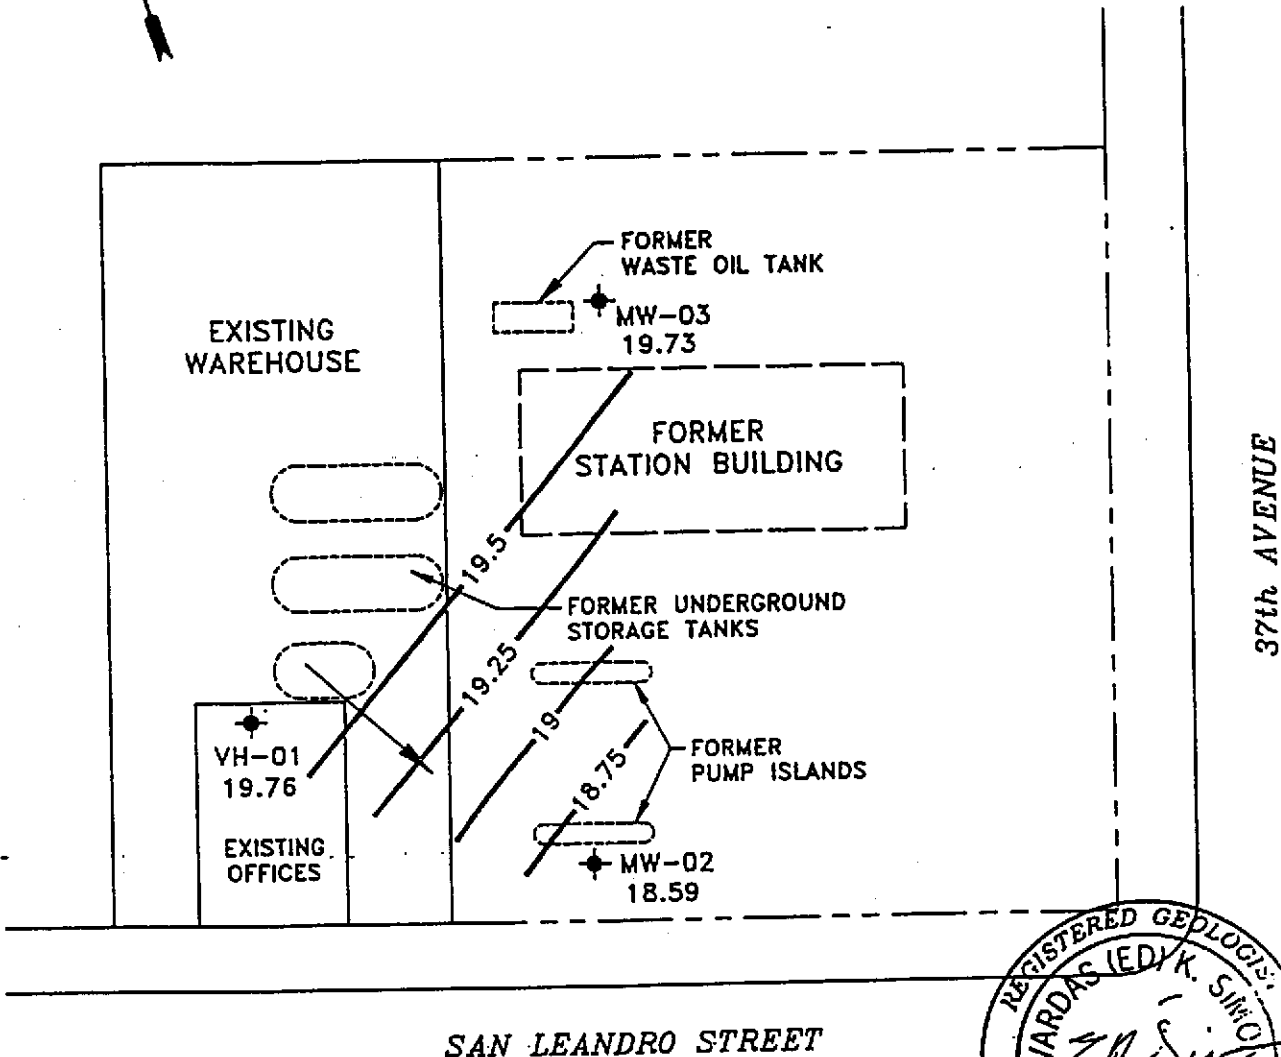 FORMER
WASTE OIL TANK
MW-03
19.73
EXISTING
WAREHOUSE
FORMER
STATION BUILDING
19.5
FORMER UNDERGROUND
STORAGE TANKS
19.25
19
18.75
FORMER
PUMP ISLANDS
VH-01
19.76
EXISTING
OFFICES
MW-02
18.59
37th AVENUE
SAN LEANDRO STREET
REGISTERED GEOLOGIS
(ED) K.